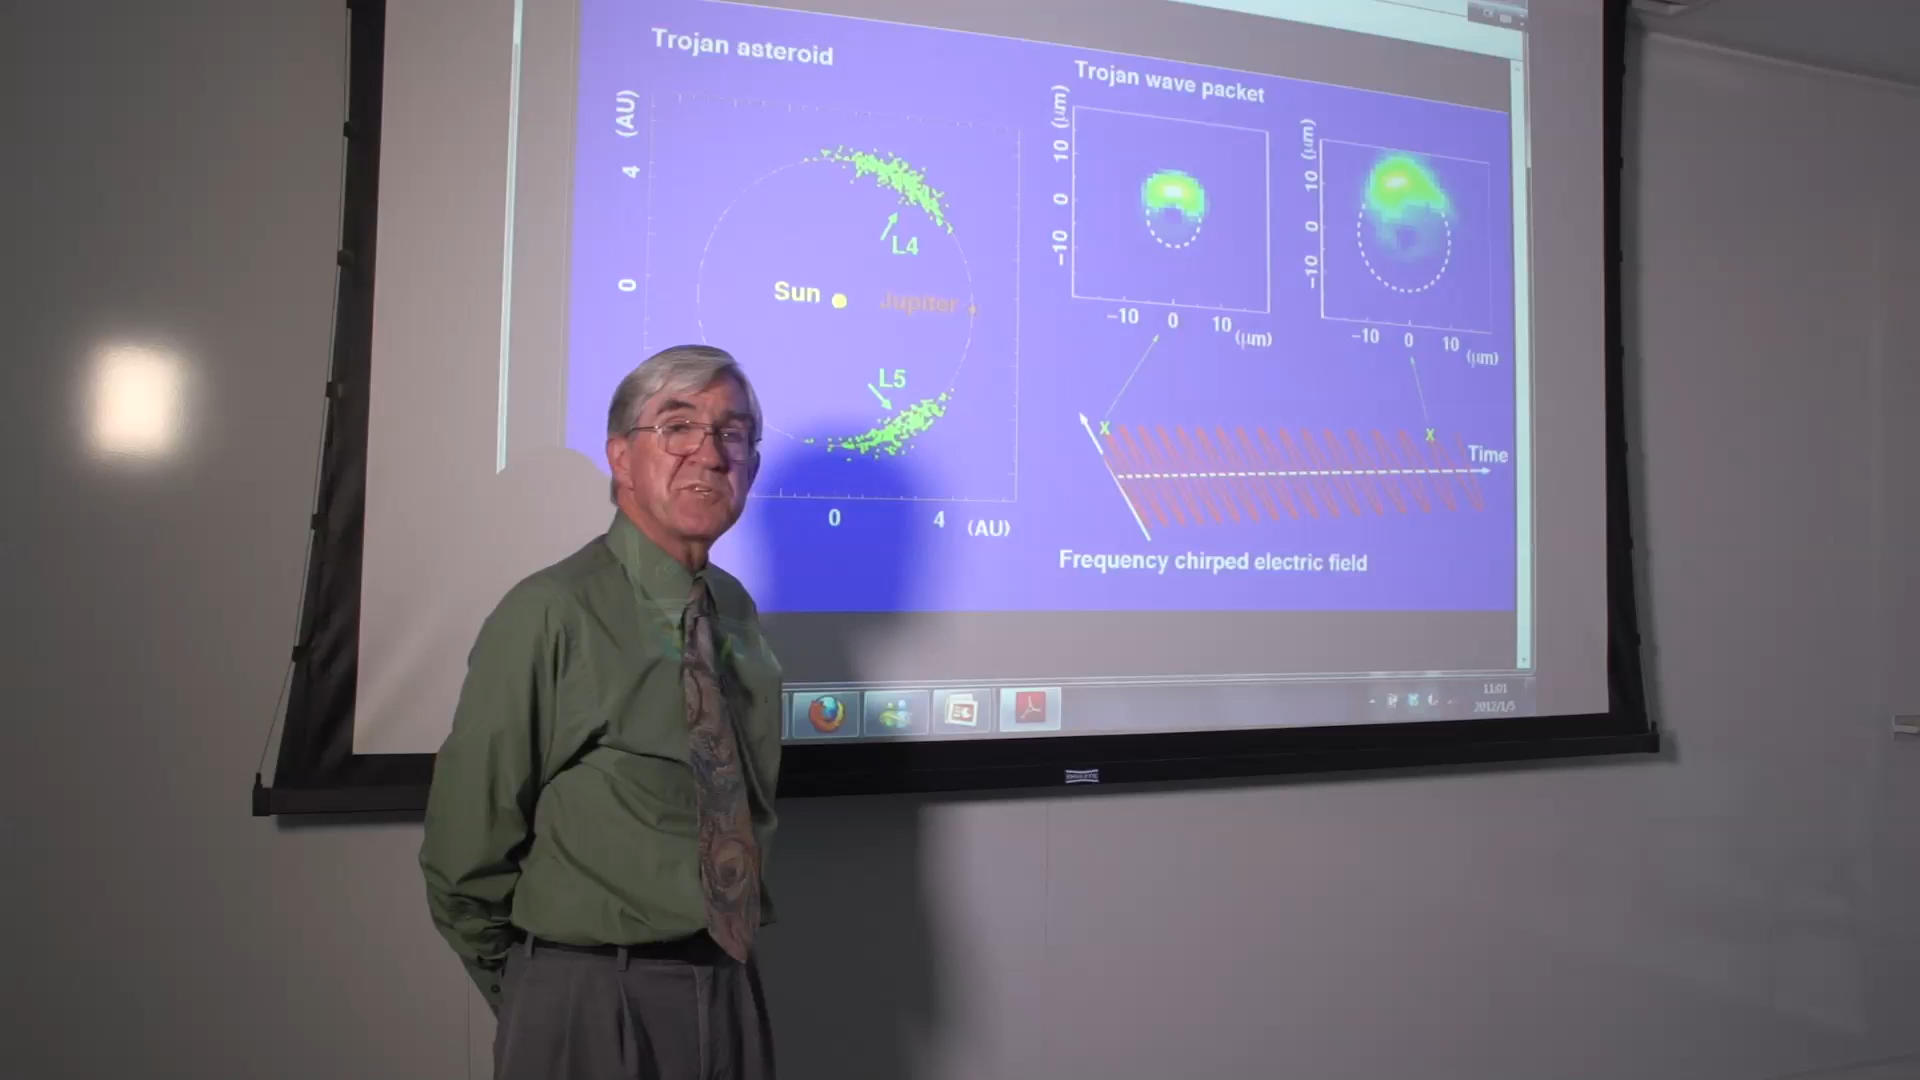 Trojan asteroid
(AU)
4
0
L4
Sun
Jupiter
L5
0 4 (AU)
Trojan wave packet
(μm)
10
0
−10
−10 0 10 (μm)
(μm)
10
0
−10
−10 0 10 (μm)
x x
Time
Frequency chirped electric field
11:01
2012/1/5